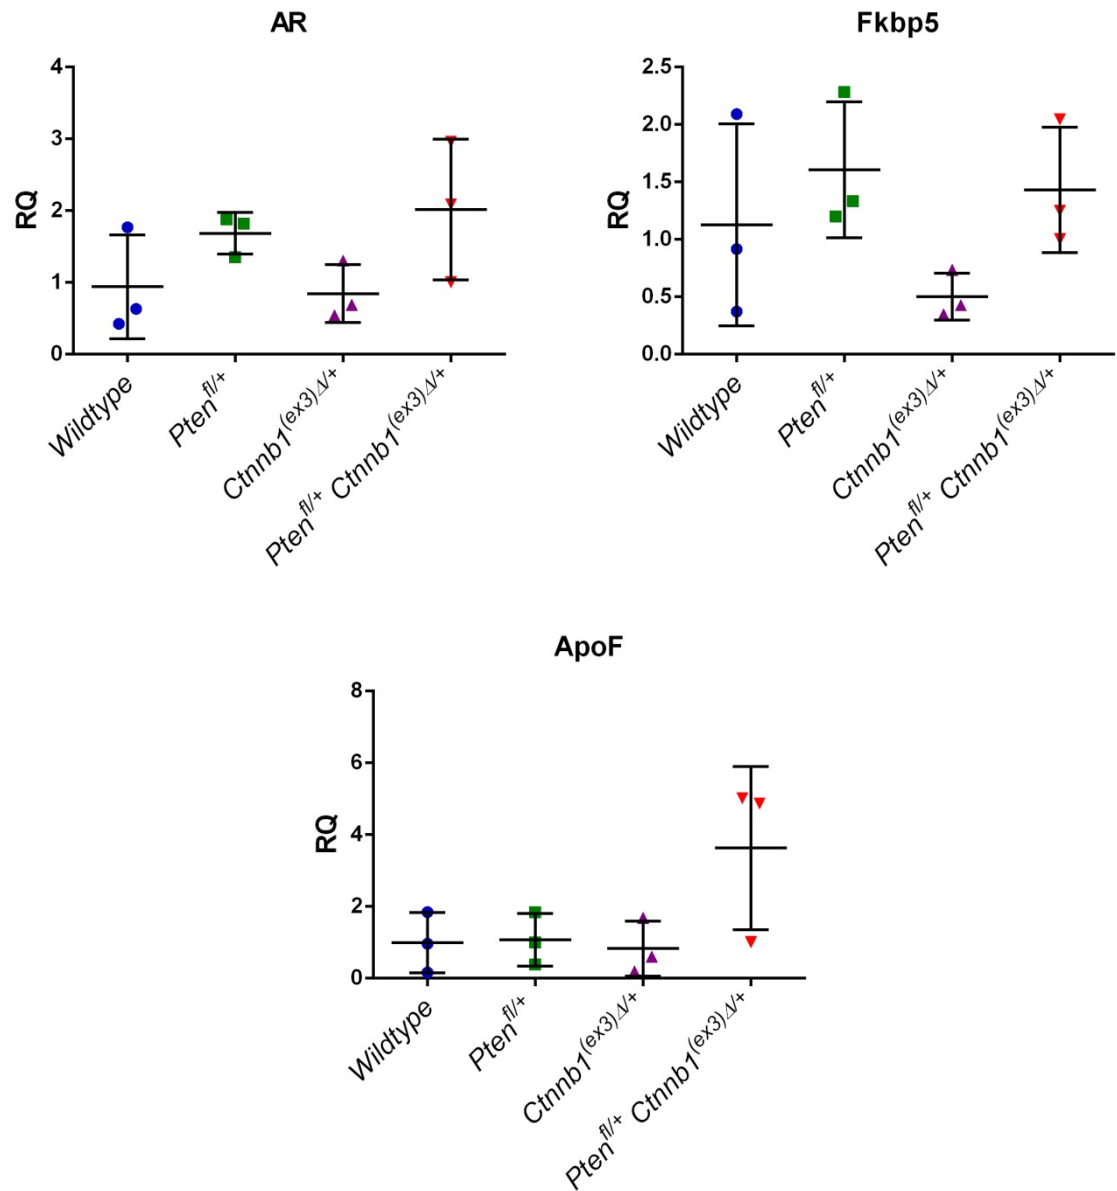 AR
RQ
4
3
2
1
0
Wildtype
Pten^fl/+
Ctnnb1^(ex3)Δ/+
Pten^fl/+ Ctnnb1^(ex3)Δ/+
Fkbp5
RQ
2.5
2.0
1.5
1.0
0.5
0.0
Wildtype
Pten^fl/+
Ctnnb1^(ex3)Δ/+
Pten^fl/+ Ctnnb1^(ex3)Δ/+
ApoF
RQ
8
6
4
2
0
Wildtype
Pten^fl/+
Ctnnb1^(ex3)Δ/+
Pten^fl/+ Ctnnb1^(ex3)Δ/+